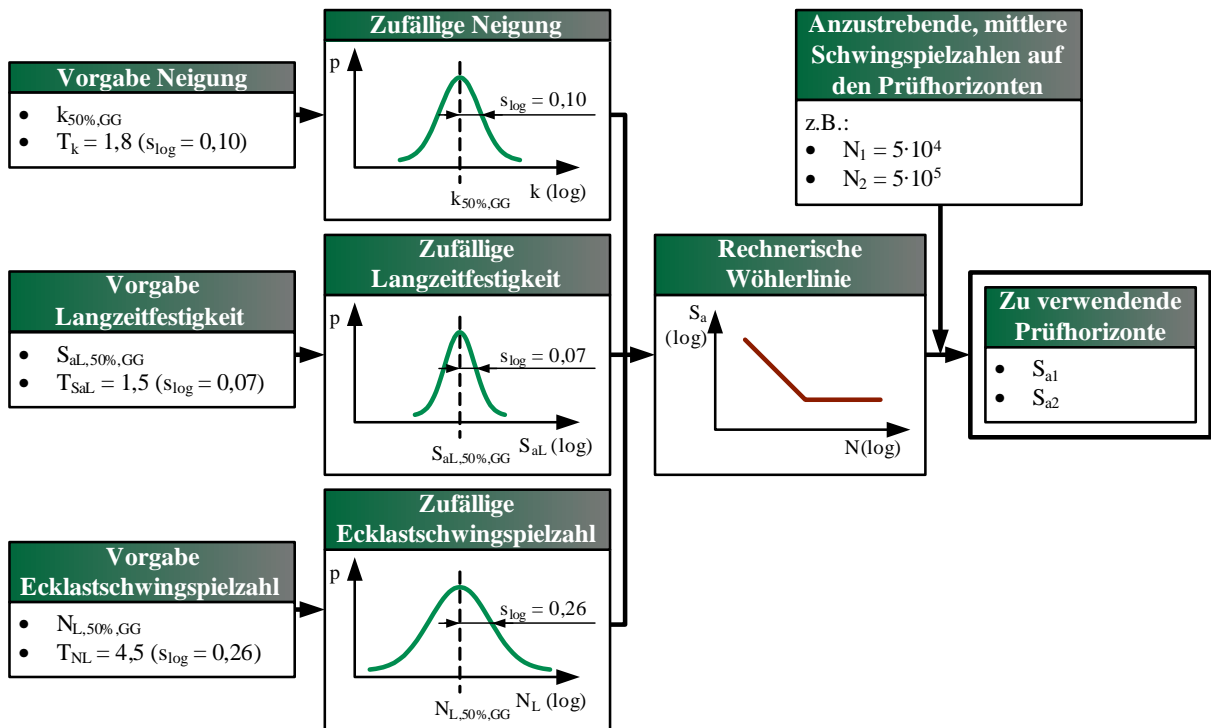 Vorgabe Neigung
• k50%,GG
• Tk = 1,8 (slog = 0,10)
Zufällige Neigung
p
slog = 0,10
k50%,GG
k (log)
Vorgabe
Langzeitfestigkeit
• SaL,50%,GG
• TSaL = 1,5 (slog = 0,07)
Zufällige
Langzeitfestigkeit
p
slog = 0,07
SaL,50%,GG
SaL (log)
Vorgabe
Ecklastschwingspielzahl
• NL,50%,GG
• TNL = 4,5 (slog = 0,26)
Zufällige
Ecklastschwingspielzahl
p
slog = 0,26
NL,50%,GG
NL (log)
Rechnerische
Wöhlerlinie
Sa
(log)
N(log)
Anzustrebende, mittlere
Schwingspielzahlen auf
den Prüfhorizonten
z.B.:
• N1 = 5·10⁴
• N2 = 5·10⁵
Zu verwendende
Prüfhorizonte
• Sa1
• Sa2